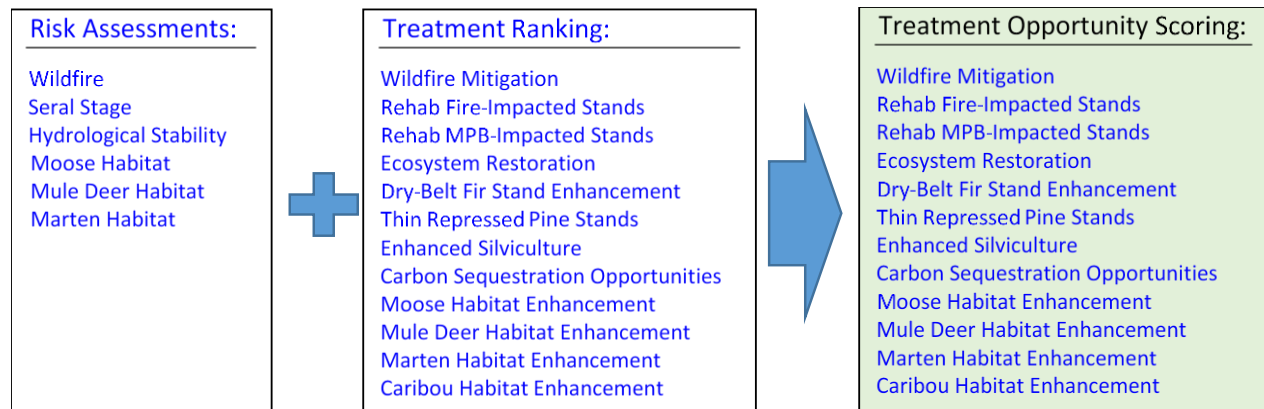 Risk Assessments:
Wildfire
Seral Stage
Hydrological Stability
Moose Habitat
Mule Deer Habitat
Marten Habitat
Treatment Ranking:
Wildfire Mitigation
Rehab Fire-Impacted Stands
Rehab MPB-Impacted Stands
Ecosystem Restoration
Dry-Belt Fir Stand Enhancement
Thin Repressed Pine Stands
Enhanced Silviculture
Carbon Sequestration Opportunities
Moose Habitat Enhancement
Mule Deer Habitat Enhancement
Marten Habitat Enhancement
Caribou Habitat Enhancement
Treatment Opportunity Scoring:
Wildfire Mitigation
Rehab Fire-Impacted Stands
Rehab MPB-Impacted Stands
Ecosystem Restoration
Dry-Belt Fir Stand Enhancement
Thin Repressed Pine Stands
Enhanced Silviculture
Carbon Sequestration Opportunities
Moose Habitat Enhancement
Mule Deer Habitat Enhancement
Marten Habitat Enhancement
Caribou Habitat Enhancement